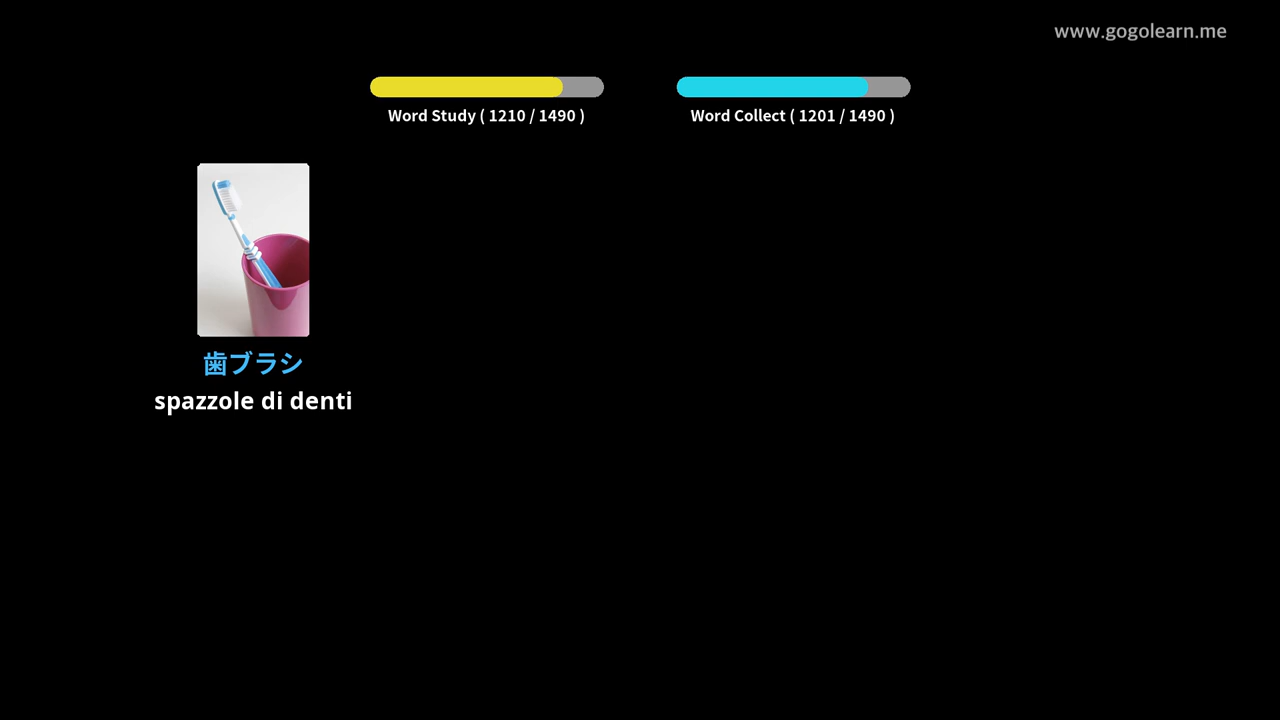 www.gogolearn.me
Word Study ( 1210 / 1490 )
Word Collect ( 1201 / 1490 )
歯ブラシ
spazzole di denti